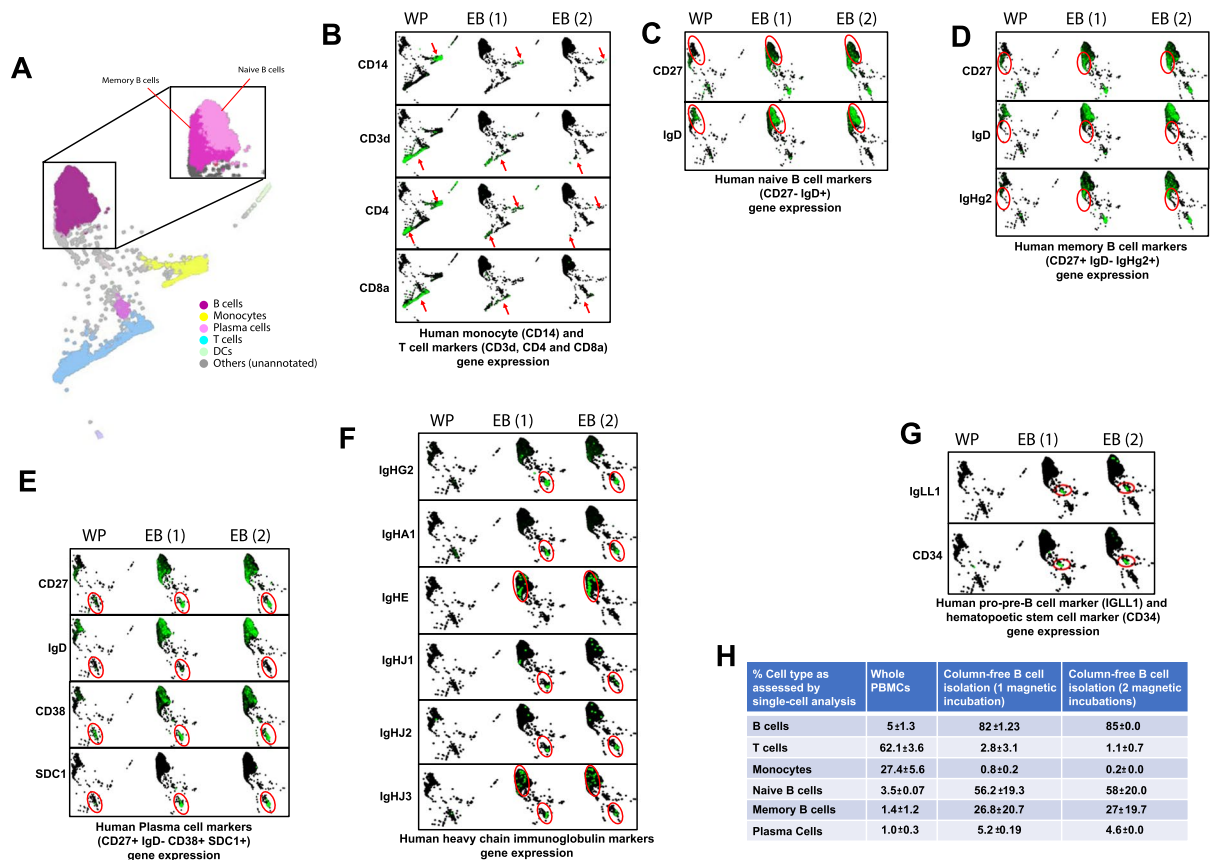 A
Memory B cells
Naive B cells
B cells
Monocytes
Plasma cells
T cells
DCs
Others (unannotated)
B
WP EB (1) EB (2)
CD14
CD3d
CD4
CD8a
Human monocyte (CD14) and
T cell markers (CD3d, CD4 and CD8a)
gene expression
C
WP EB (1) EB (2)
CD27
IgD
Human naive B cell markers
(CD27- IgD+)
gene expression
D
WP EB (1) EB (2)
CD27
IgD
IgHg2
Human memory B cell markers
(CD27+ IgD- IgHg2+)
gene expression
E
WP EB (1) EB (2)
CD27
IgD
CD38
SDC1
Human Plasma cell markers
(CD27+ IgD- CD38+ SDC1+)
gene expression
F
WP EB (1) EB (2)
IgHG2
IgHA1
IgHE
IgHJ1
IgHJ2
IgHJ3
Human heavy chain immunoglobulin markers
gene expression
G
WP EB (1) EB (2)
IgLL1
CD34
Human pro-pre-B cell marker (IGLL1) and
hematopoetic stem cell marker (CD34)
gene expression
H
% Cell type as assessed by single-cell analysis Whole PBMCs Column-free B cell isolation (1 magnetic incubation) Column-free B cell isolation (2 magnetic incubations)
B cells 5±1.3 82±1.23 85±0.0
T cells 62.1±3.6 2.8±3.1 1.1±0.7
Monocytes 27.4±5.6 0.8±0.2 0.2±0.0
Naive B cells 3.5±0.07 56.2±19.3 58±20.0
Memory B cells 1.4±1.2 26.8±20.7 27±19.7
Plasma Cells 1.0±0.3 5.2±0.19 4.6±0.0